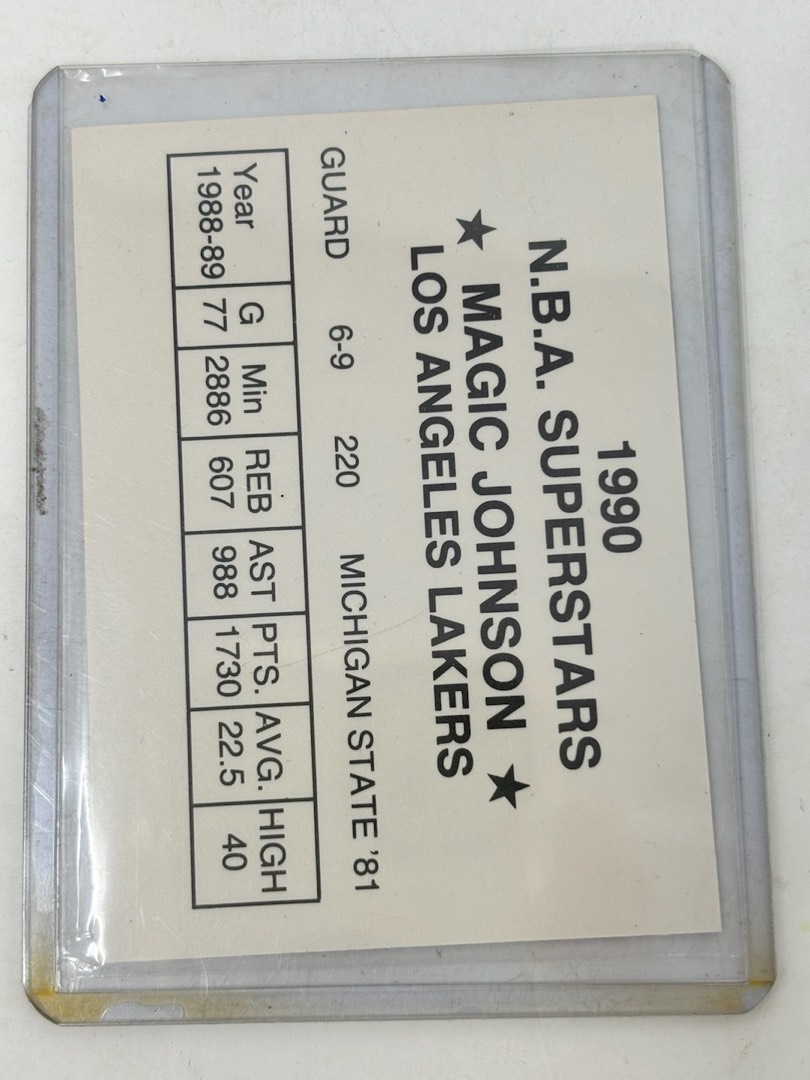 1990
N.B.A. SUPERSTARS
★ MAGIC JOHNSON ★
LOS ANGELES LAKERS
GUARD 6-9 220 MICHIGAN STATE '81
Year G Min REB AST PTS. AVG. HIGH
1988-89 77 2886 607 988 1730 22.5 40